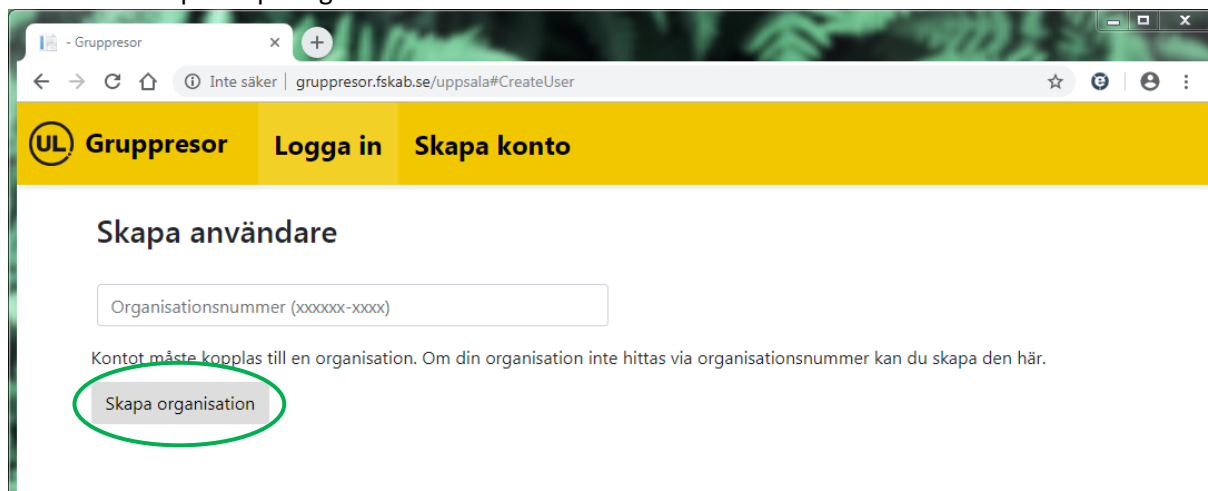 - Gruppresor
Inte säker | gruppresor.fskab.se/uppsala#CreateUser
UL Gruppresor Logga in Skapa konto
Skapa användare
Organisationsnummer (xxxxxx-xxxx)
Kontot måste kopplas till en organisation. Om din organisation inte hittas via organisationsnummer kan du skapa den här.
Skapa organisation